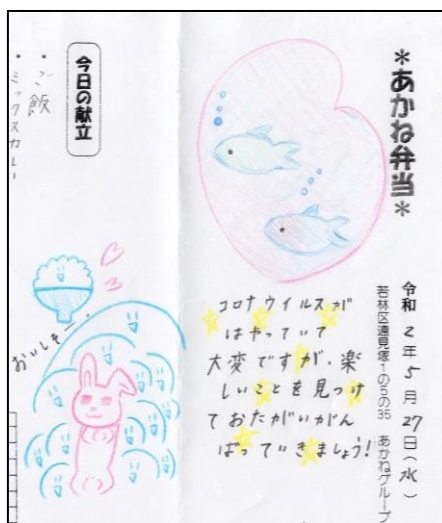 ＊あかね弁当＊
令和2年5月27日(水)
若林区遠見塚1の5の35 あかねグループ
コロナウイルスが
はやっていて
大変ですが、楽
しいことを見つけ
ておたがいがん
ばっていきましょう!
今日の献立
・ご飯
・ミックスカレー
おいしそー。